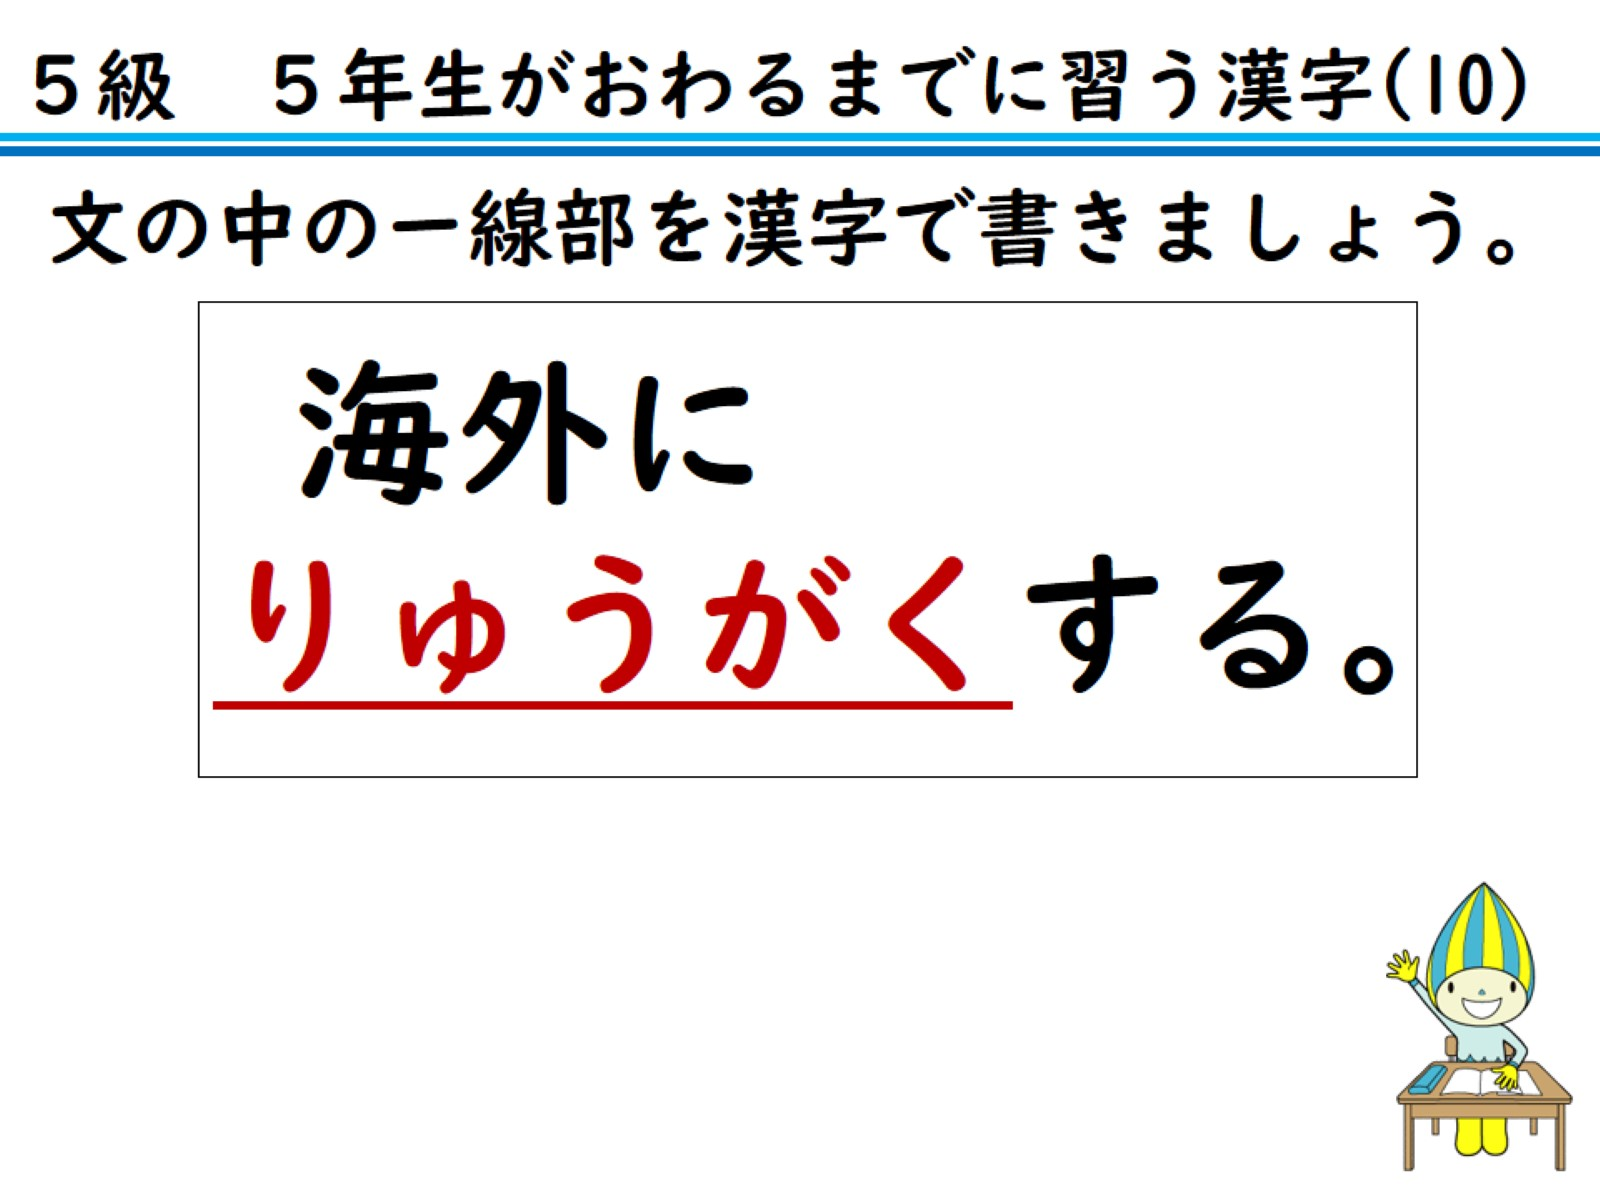 ５級　５年生がおわるまでに習う漢字(10)
文の中の一線部を漢字で書きましょう。
海外に
りゅうがくする。